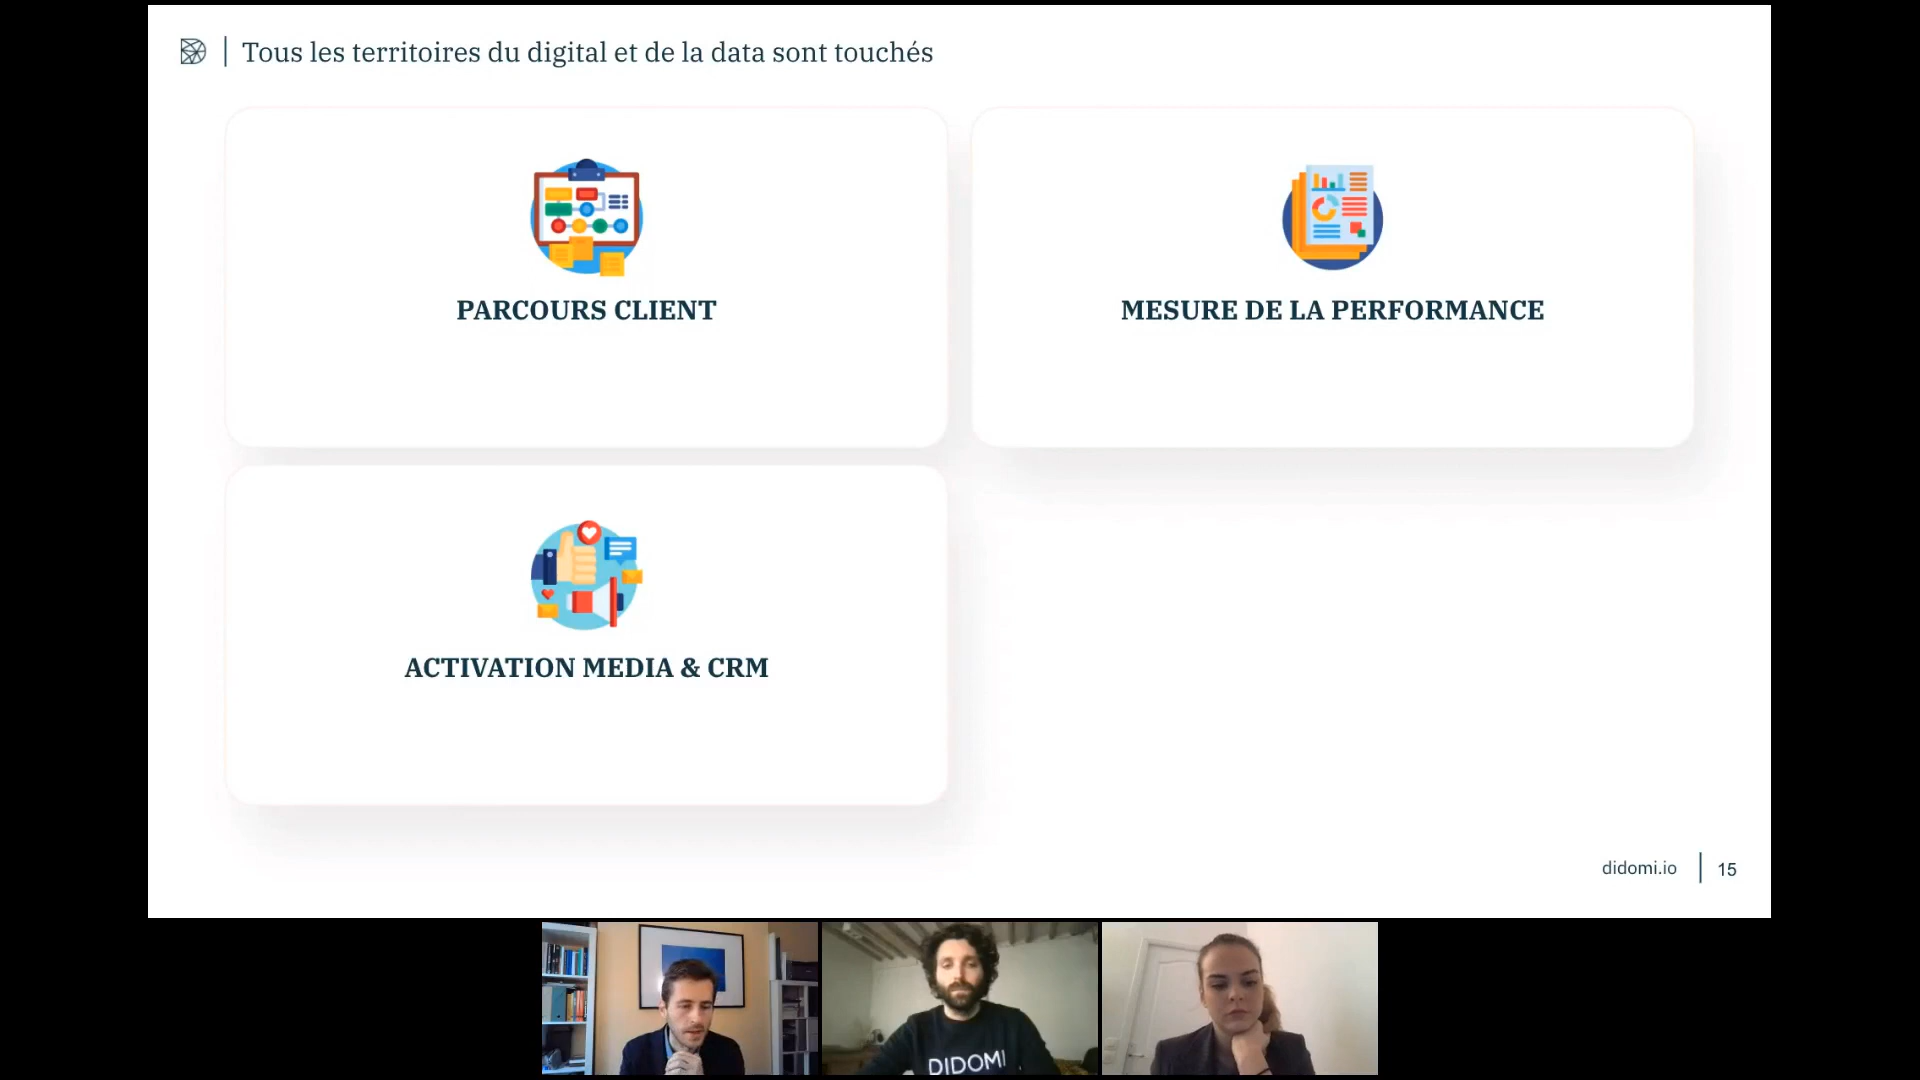 Tous les territoires du digital et de la data sont touchés
PARCOURS CLIENT
MESURE DE LA PERFORMANCE
ACTIVATION MEDIA & CRM
didomi.io
15
DIDOMI